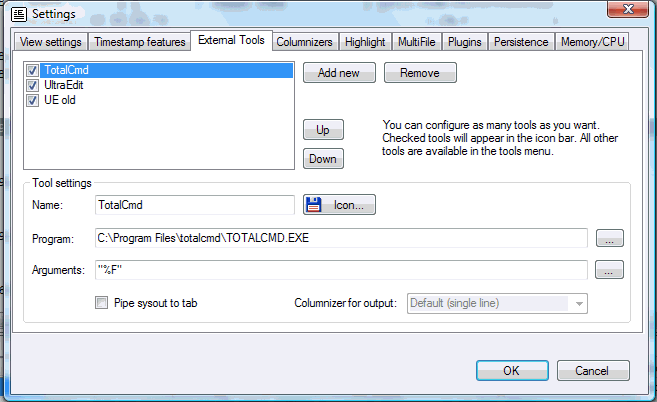 Settings
View settings Timestamp features External Tools Columnizers Highlight MultiFile Plugins Persistence Memory/CPU
TotalCmd
UltraEdit
UE old
Add new Remove
Up
Down
You can configure as many tools as you want.
Checked tools will appear in the icon bar. All other
tools are available in the tools menu.
Tool settings
Name: TotalCmd Icon...
Program: C:\Program Files\totalcmd\TOTALCMD.EXE ...
Arguments: "%F" ...
Pipe sysout to tab Columnizer for output: Default (single line)
OK Cancel